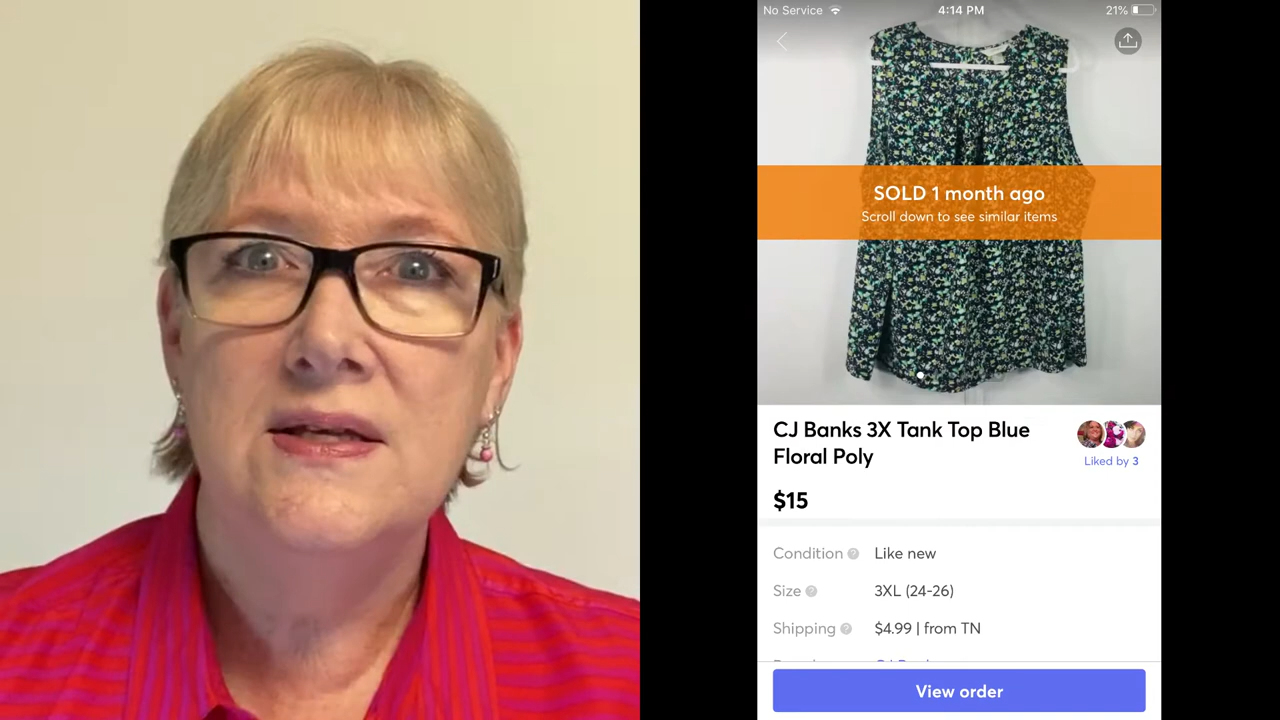 No Service
4:14 PM
21%
SOLD 1 month ago
Scroll down to see similar items
CJ Banks 3X Tank Top Blue
Floral Poly
Liked by 3
$15
Condition ? Like new
Size ? 3XL (24-26)
Shipping ? $4.99 | from TN
View order